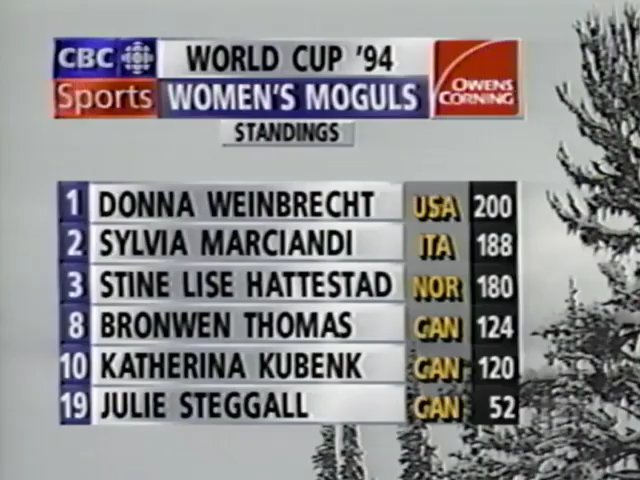 CBC WORLD CUP '94
Sports WOMEN'S MOGULS
OWENS CORNING
STANDINGS
1 DONNA WEINBRECHT USA 200
2 SYLVIA MARCIANDI ITA 188
3 STINE LISE HATTESTAD NOR 180
8 BRONWEN THOMAS CAN 124
10 KATHERINA KUBENK CAN 120
19 JULIE STEGGALL CAN 52